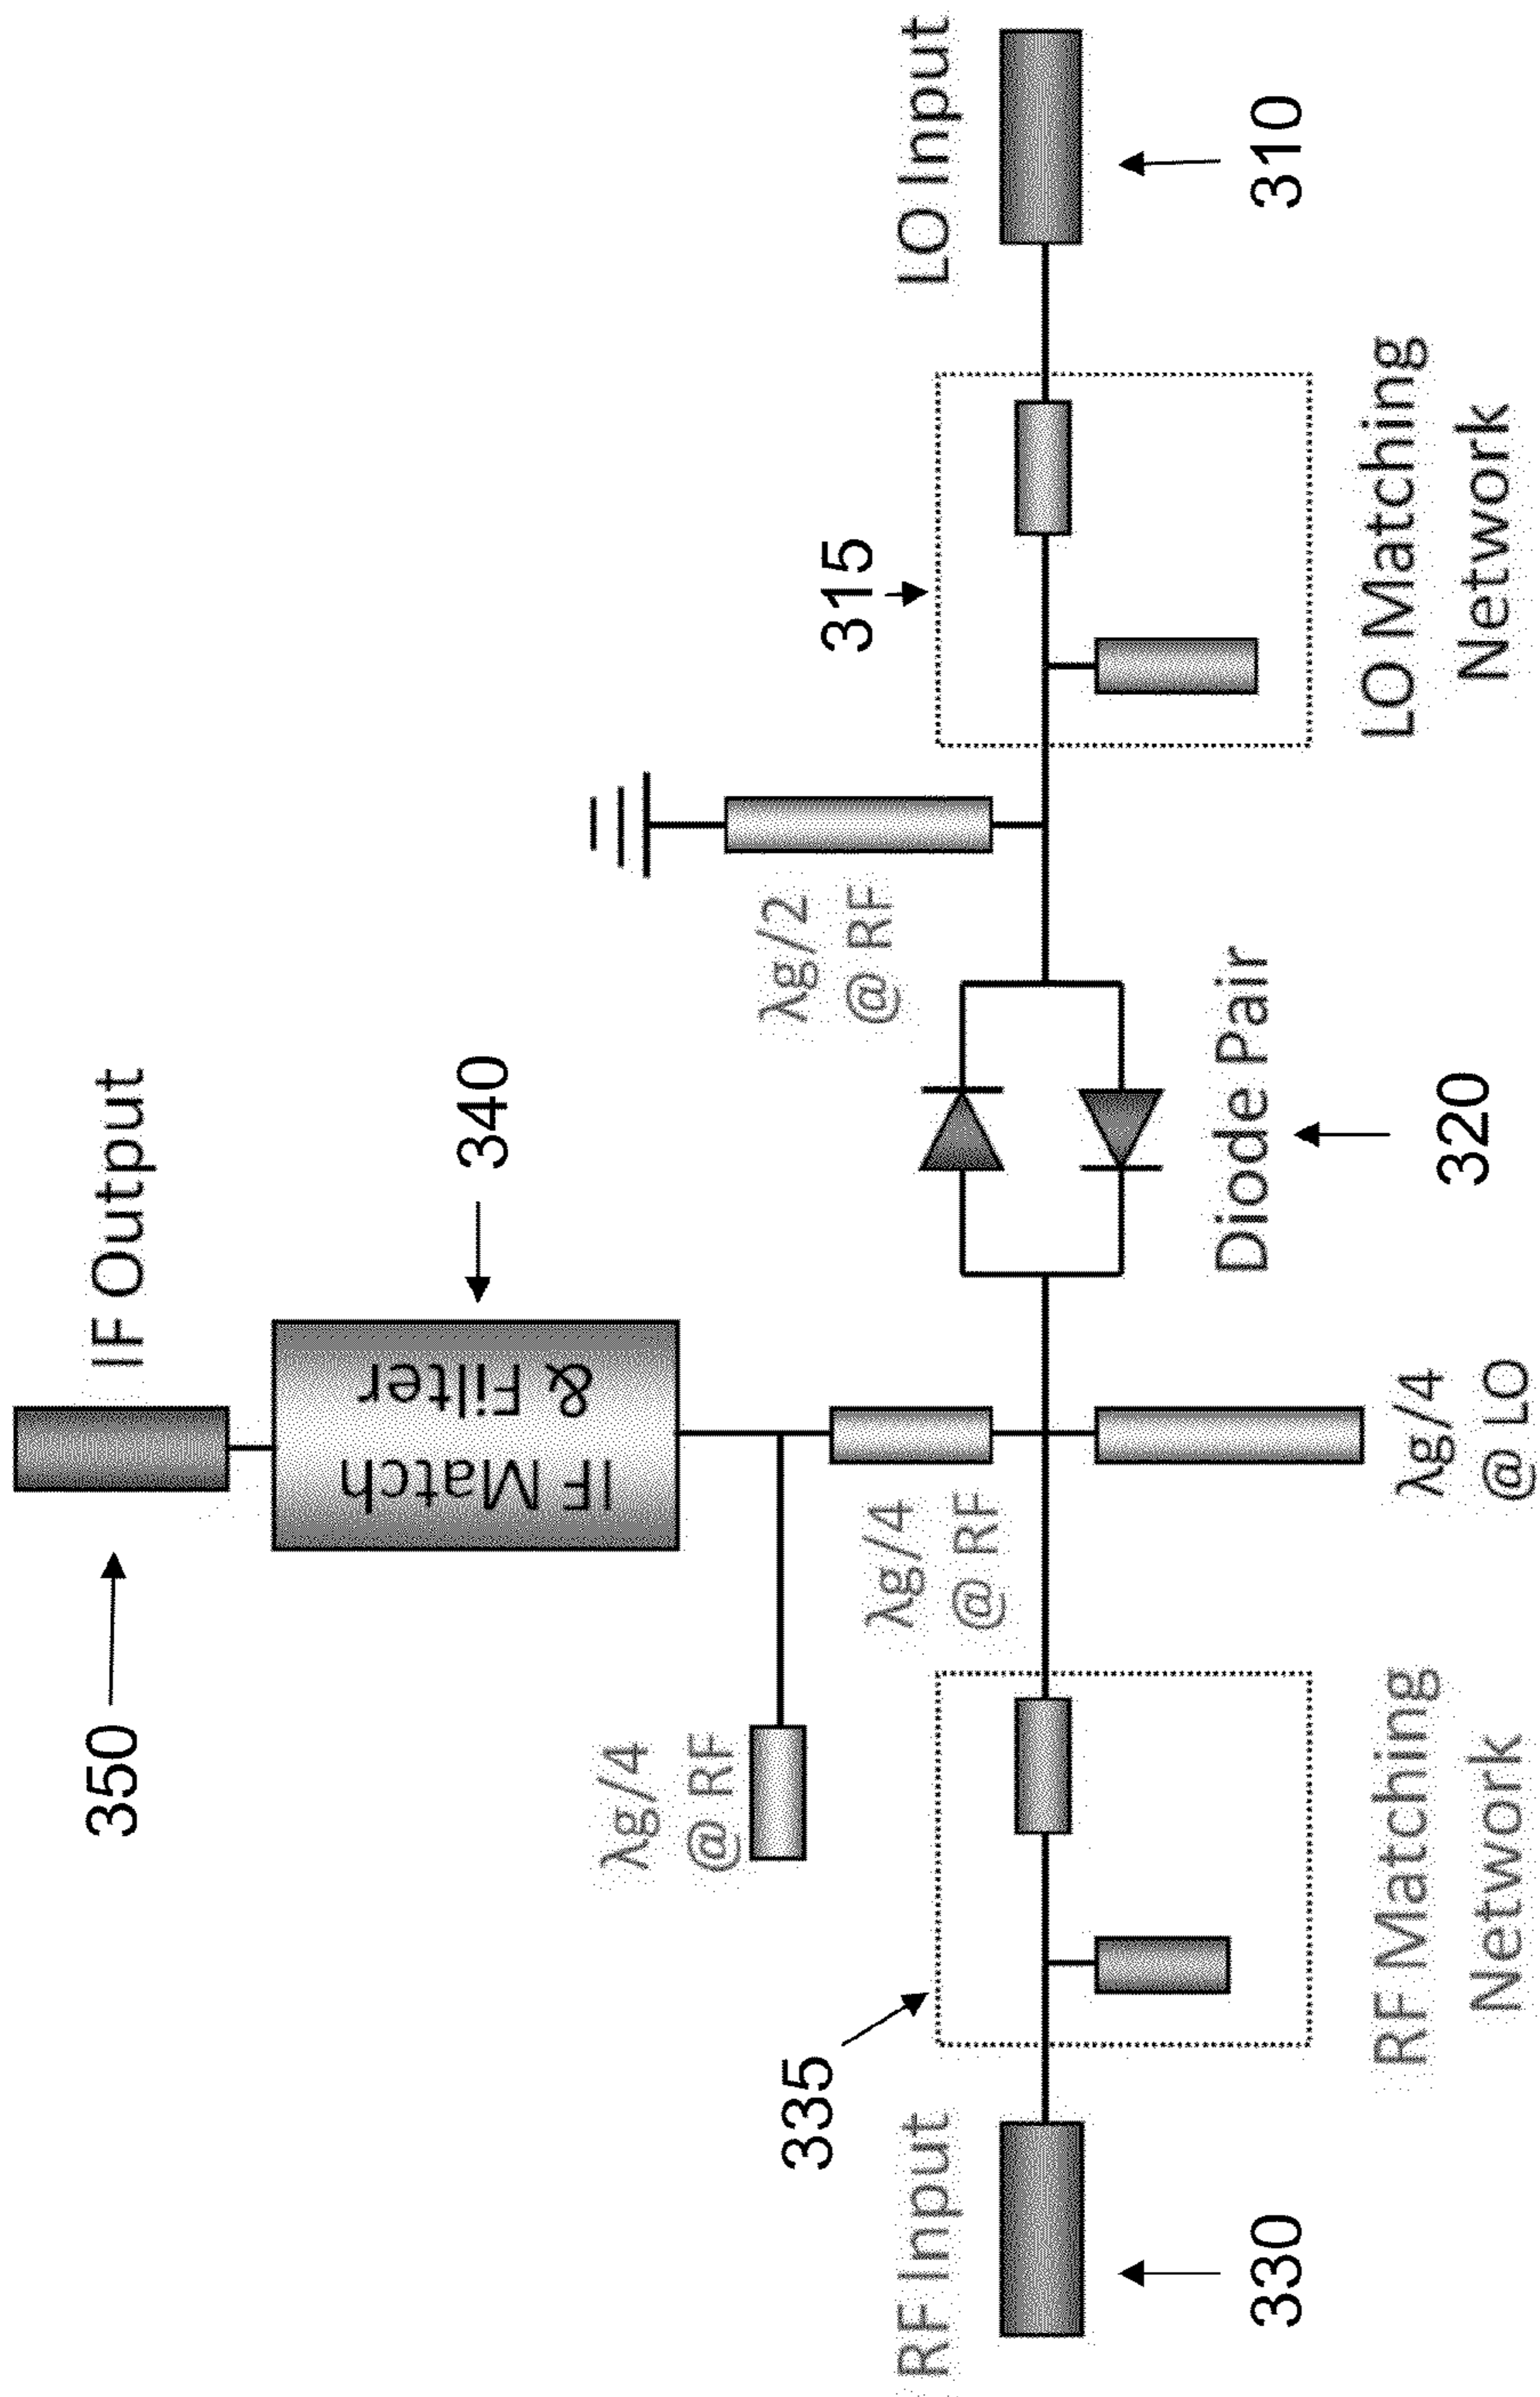 350
IF Output
IF Match
& Filter
340
λg/4
@ RF
λg/4
@ RF
λg/2
@ RF
315
LO Input
310
335
RF Input
330
RF Matching
Network
λg/4
@ LO
Diode Pair
320
LO Matching
Network